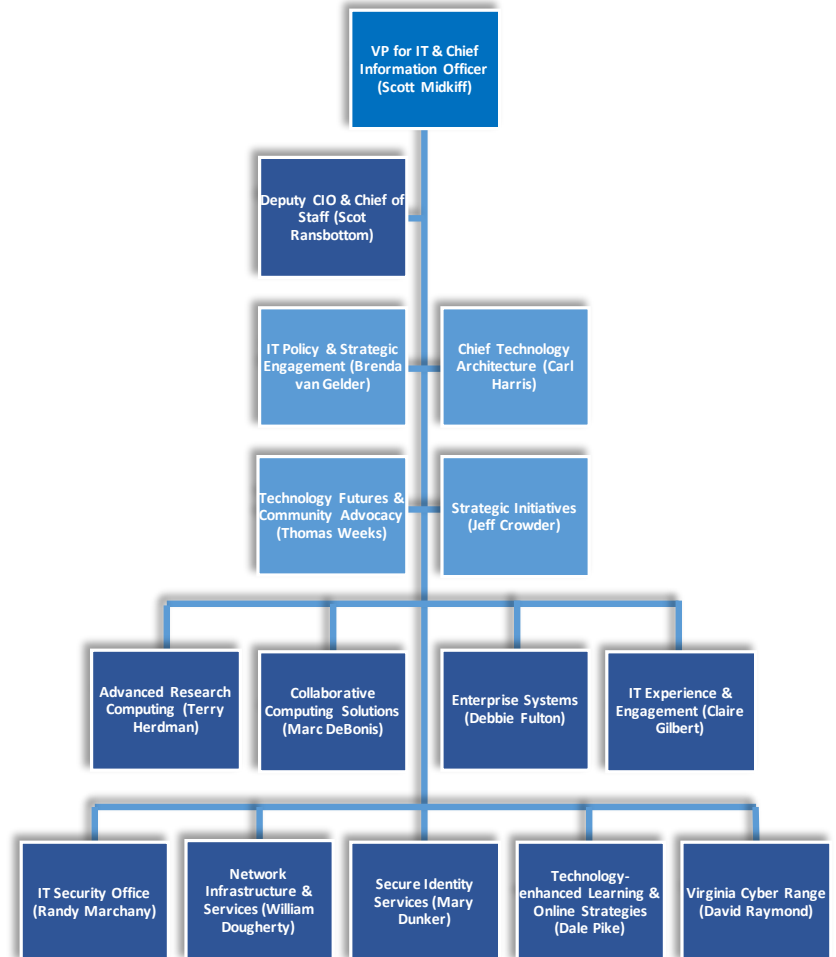 VP for IT & Chief
Information Officer
(Scott Midkiff)
Deputy CIO & Chief of
Staff (Scot
Ransbottom)
IT Policy & Strategic
Engagement (Brenda
van Gelder)
Chief Technology
Architecture (Carl
Harris)
Technology Futures &
Community Advocacy
(Thomas Weeks)
Strategic Initiatives
(Jeff Crowder)
Advanced Research
Computing (Terry
Herdman)
Collaborative
Computing Solutions
(Marc DeBonis)
Enterprise Systems
(Debbie Fulton)
IT Experience &
Engagement (Claire
Gilbert)
IT Security Office
(Randy Marchany)
Network
Infrastructure &
Services (William
Dougherty)
Secure Identity
Services (Mary
Dunker)
Technology-
enhanced Learning &
Online Strategies
(Dale Pike)
Virginia Cyber Range
(David Raymond)